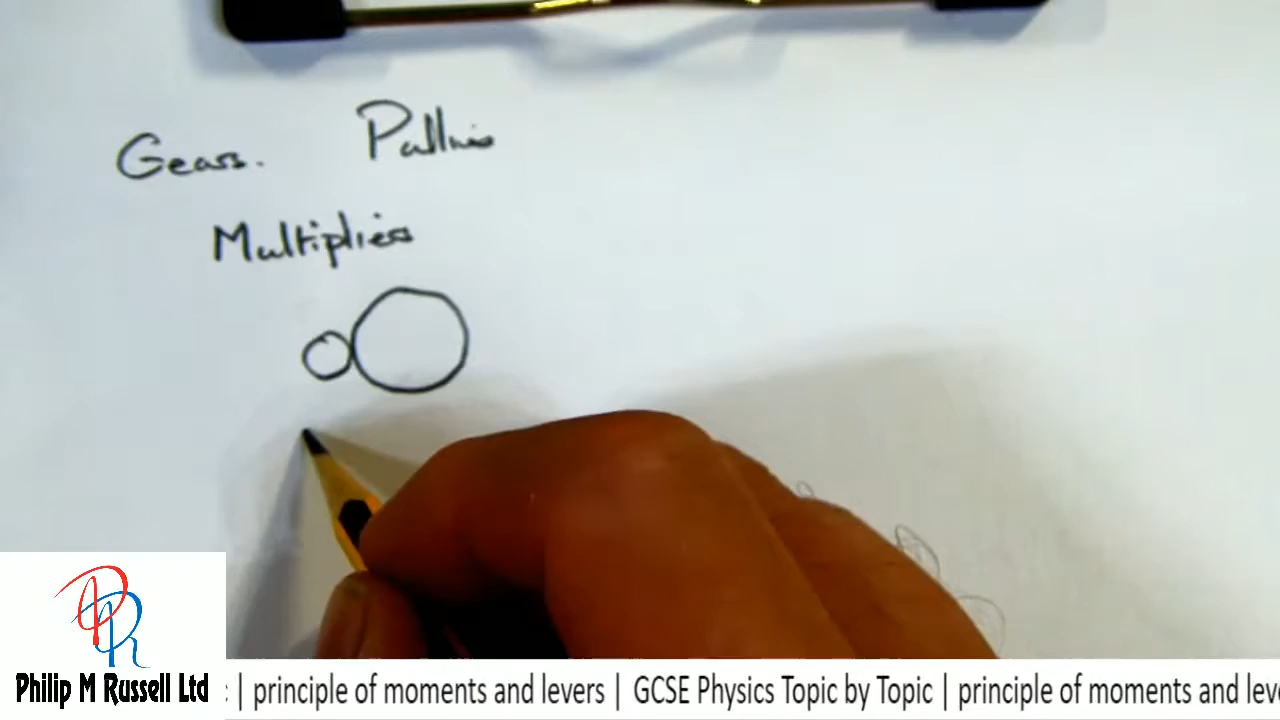 Gears. Pullies
Multipliers
Philip M Russell Ltd
| principle of moments and levers | GCSE Physics Topic by Topic | principle of moments and leve